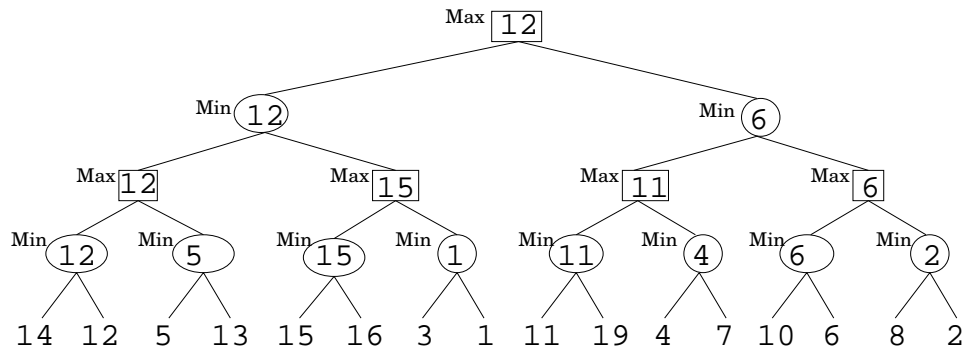 Max 12
Min 12 Min 6
Max 12 Max 15 Max 11 Max 6
Min 12 Min 5 Min 15 Min 1 Min 11 Min 4 Min 6 Min 2
14 12 5 13 15 16 3 1 11 19 4 7 10 6 8 2